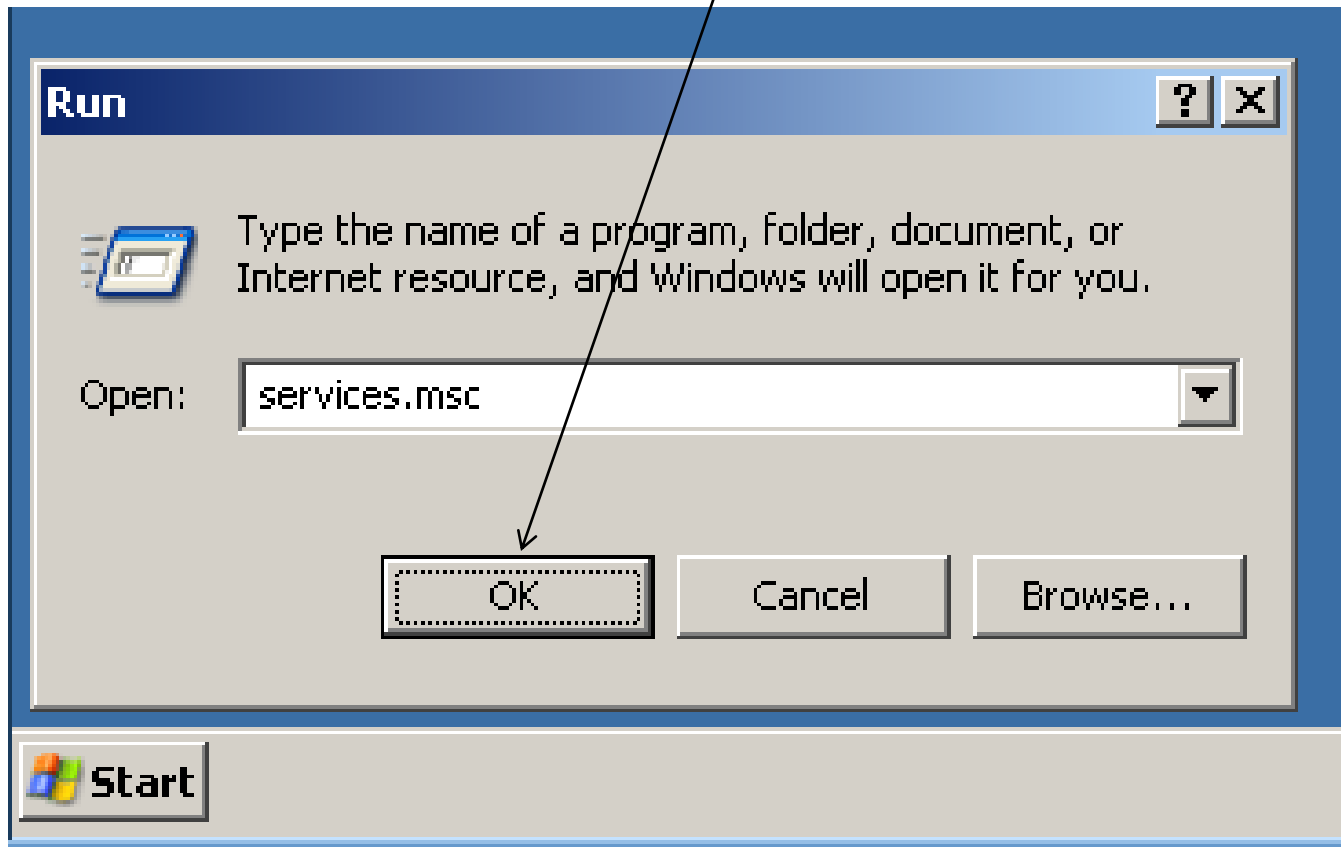 Run
Type the name of a program, folder, document, or
Internet resource, and Windows will open it for you.
Open: services.msc
OK Cancel Browse...
Start